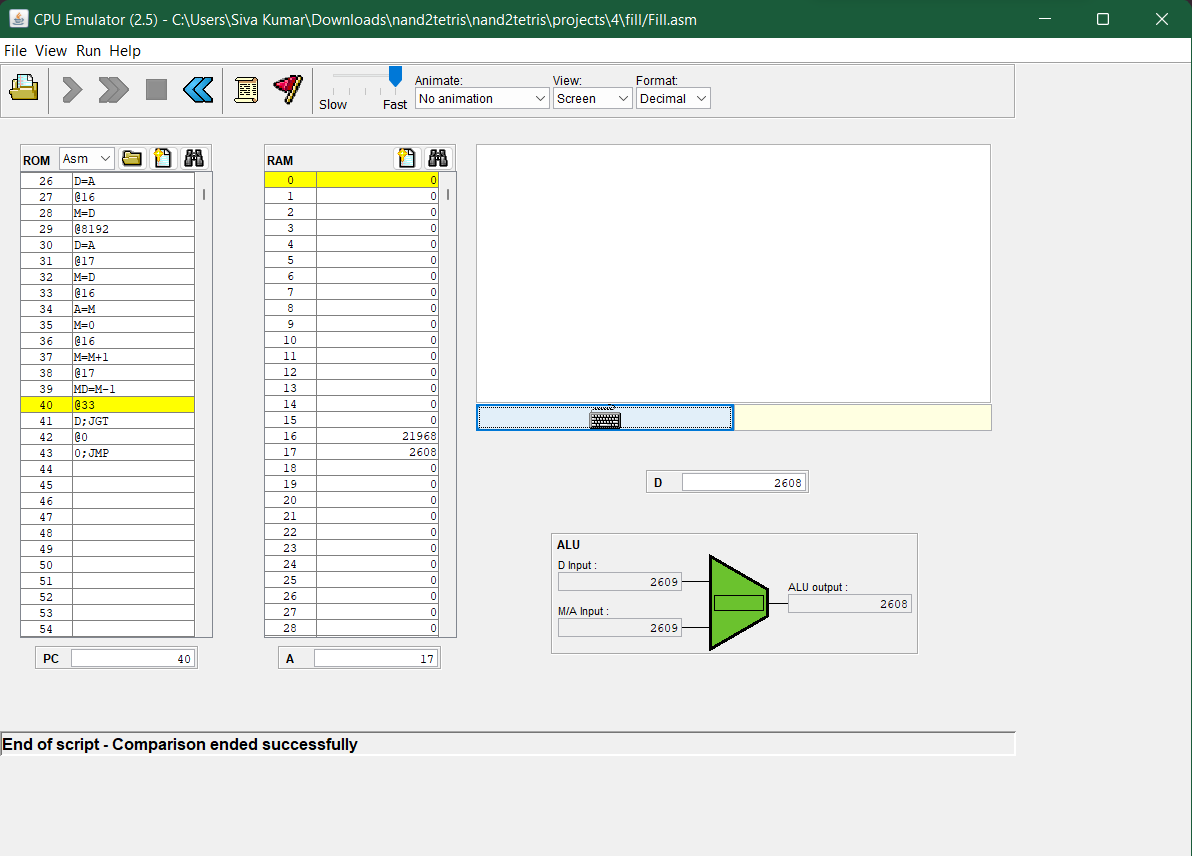 CPU Emulator (2.5) - C:\Users\Siva Kumar\Downloads\nand2tetris\nand2tetris\projects\4\fill/Fill.asm
File View Run Help
Slow Fast
Animate:
No animation
View:
Screen
Format:
Decimal
ROM Asm
26 D=A
27 @16
28 M=D
29 @8192
30 D=A
31 @17
32 M=D
33 @16
34 A=M
35 M=0
36 @16
37 M=M+1
38 @17
39 MD=M-1
40 @33
41 D;JGT
42 @0
43 0;JMP
44
45
46
47
48
49
50
51
52
53
54
PC 40
RAM
0 0
1 0
2 0
3 0
4 0
5 0
6 0
7 0
8 0
9 0
10 0
11 0
12 0
13 0
14 0
15 0
16 21968
17 2608
18 0
19 0
20 0
21 0
22 0
23 0
24 0
25 0
26 0
27 0
28 0
A 17
D 2608
ALU
D Input :
2609
M/A Input :
2609
ALU output :
2608
End of script - Comparison ended successfully